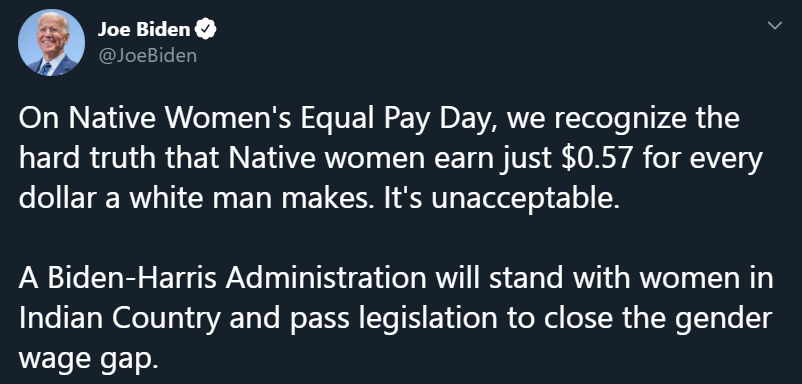 Joe Biden
@JoeBiden
On Native Women's Equal Pay Day, we recognize the
hard truth that Native women earn just $0.57 for every
dollar a white man makes. It's unacceptable.
A Biden-Harris Administration will stand with women in
Indian Country and pass legislation to close the gender
wage gap.